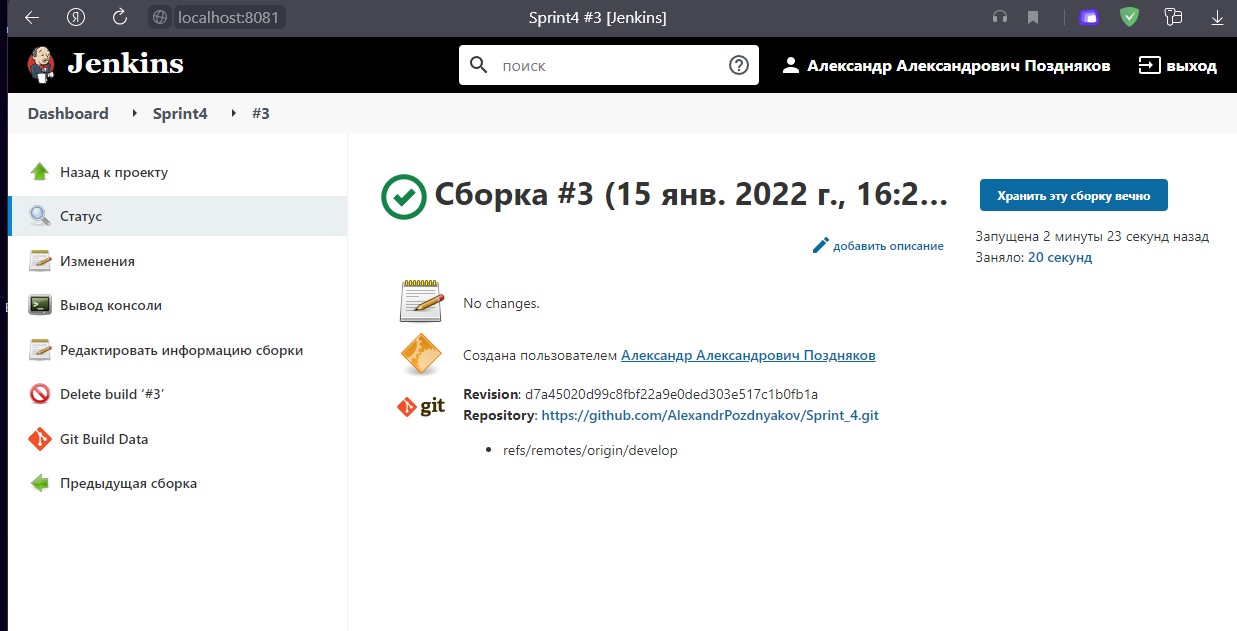 localhost:8081
Sprint4 #3 [Jenkins]
Jenkins
поиск
Александр Александрович Поздняков
выход
Dashboard
Sprint4
#3
Назад к проекту
Статус
Изменения
Вывод консоли
Редактировать информацию сборки
Delete build ‘#3’
Git Build Data
Предыдущая сборка
Сборка #3 (15 янв. 2022 г., 16:2...
Хранить эту сборку вечно
добавить описание
Запущена 2 минуты 23 секунд назад
Заняло: 20 секунд
No changes.
Создана пользователем Александр Александрович Поздняков
git
Revision: d7a45020d99c8fbf22a9e0ded303e517c1b0fb1a
Repository: https://github.com/AlexandrPozdnyakov/Sprint_4.git
refs/remotes/origin/develop